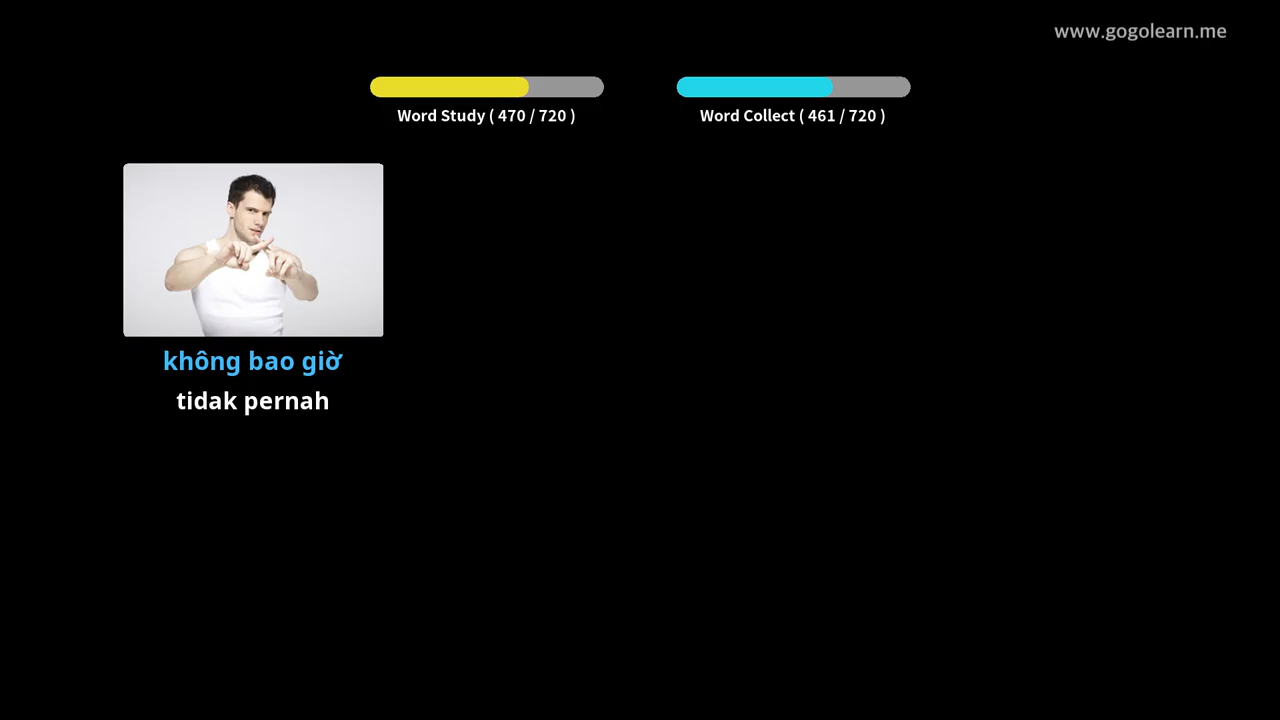 www.gogolearn.me
Word Study ( 470 / 720 )
Word Collect ( 461 / 720 )
không bao giờ
tidak pernah